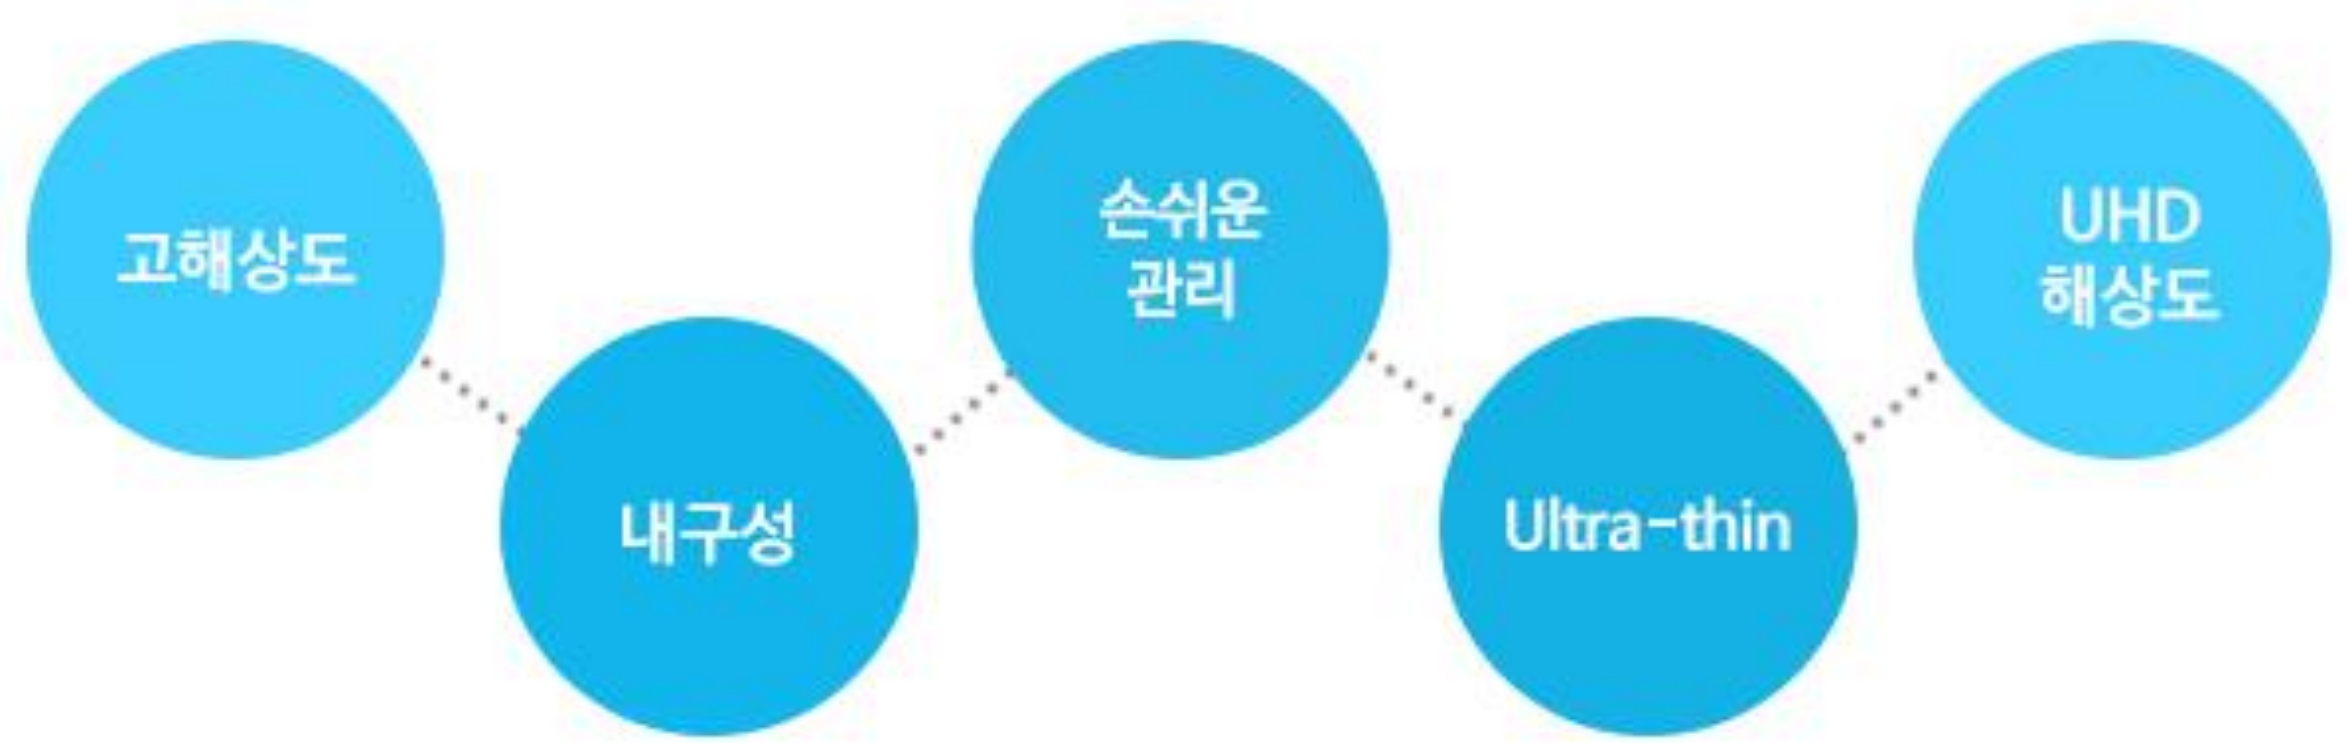 고해상도
내구성
손쉬운
관리
Ultra-thin
UHD
해상도